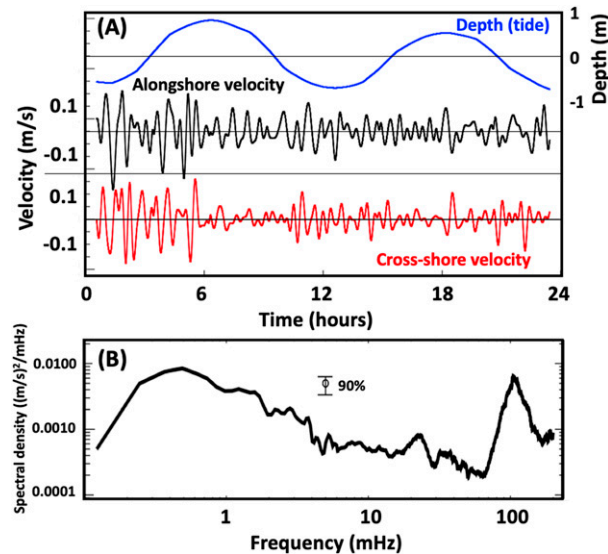 (A)
Depth (tide)
1
0
-1
Depth (m)
Alongshore velocity
0.1
-0.1
0.1
-0.1
Velocity (m/s)
Cross-shore velocity
0 6 12 18 24
Time (hours)
(B)
0.0100
0.0010
0.0001
Spectral density ((m/s)²/mHz)
90%
1 10 100
Frequency (mHz)